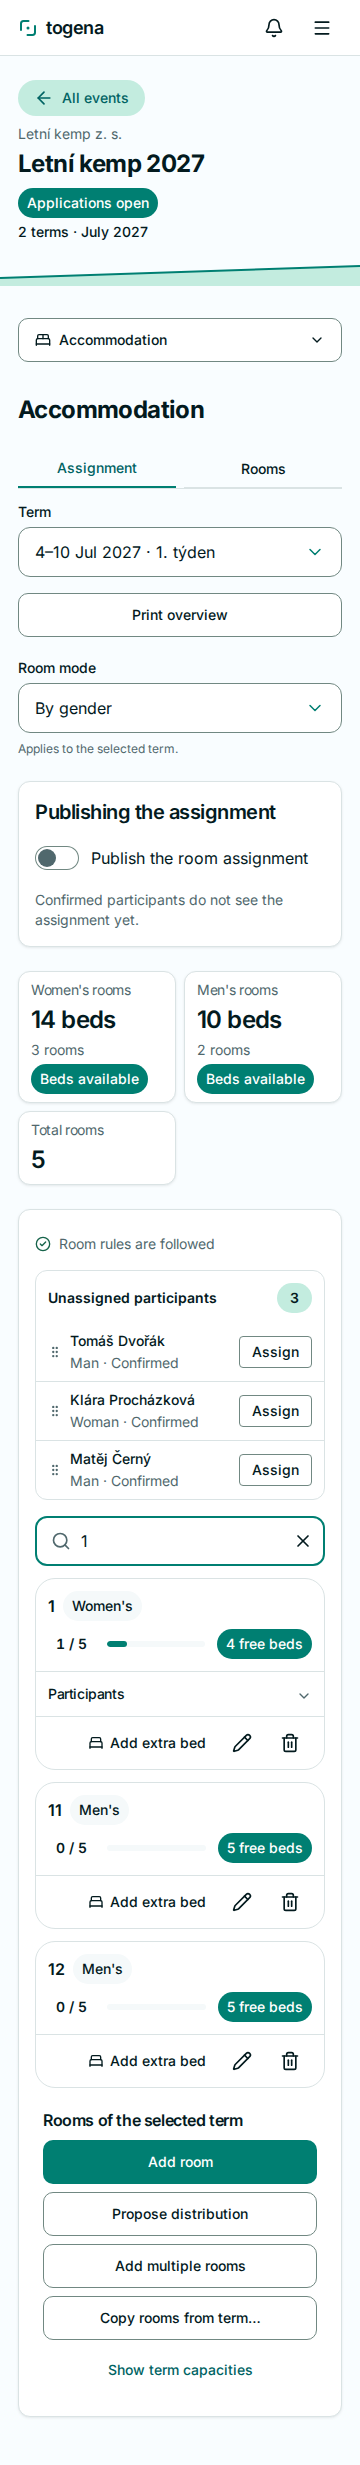 togena
All events
Letní kemp z. s.
Letní kemp 2027
Applications open
2 terms · July 2027
Accommodation
Accommodation
Assignment
Rooms
Term
4–10 Jul 2027 · 1. týden
Print overview
Room mode
By gender
Applies to the selected term.
Publishing the assignment
Publish the room assignment
Confirmed participants do not see the
assignment yet.
Women's rooms
14 beds
3 rooms
Beds available
Men's rooms
10 beds
2 rooms
Beds available
Total rooms
5
Room rules are followed
Unassigned participants
3
Tomáš Dvořák
Man · Confirmed
Assign
Klára Procházková
Woman · Confirmed
Assign
Matěj Černý
Man · Confirmed
Assign
1
1 Women's
1 / 5
4 free beds
Participants
Add extra bed
11 Men's
0 / 5
5 free beds
Add extra bed
12 Men's
0 / 5
5 free beds
Add extra bed
Rooms of the selected term
Add room
Propose distribution
Add multiple rooms
Copy rooms from term...
Show term capacities